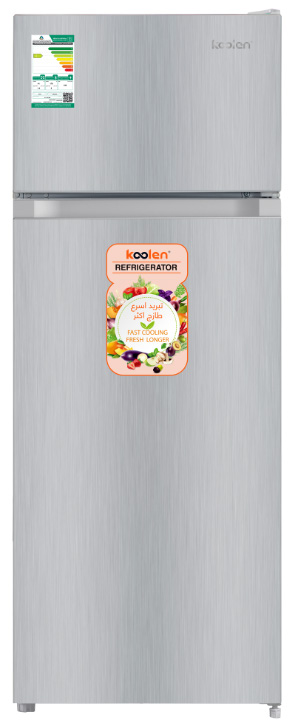 koolen
koolen
REFRIGERATOR
تبريد اسرع
طازج اكثر
FAST COOLING
FRESH LONGER